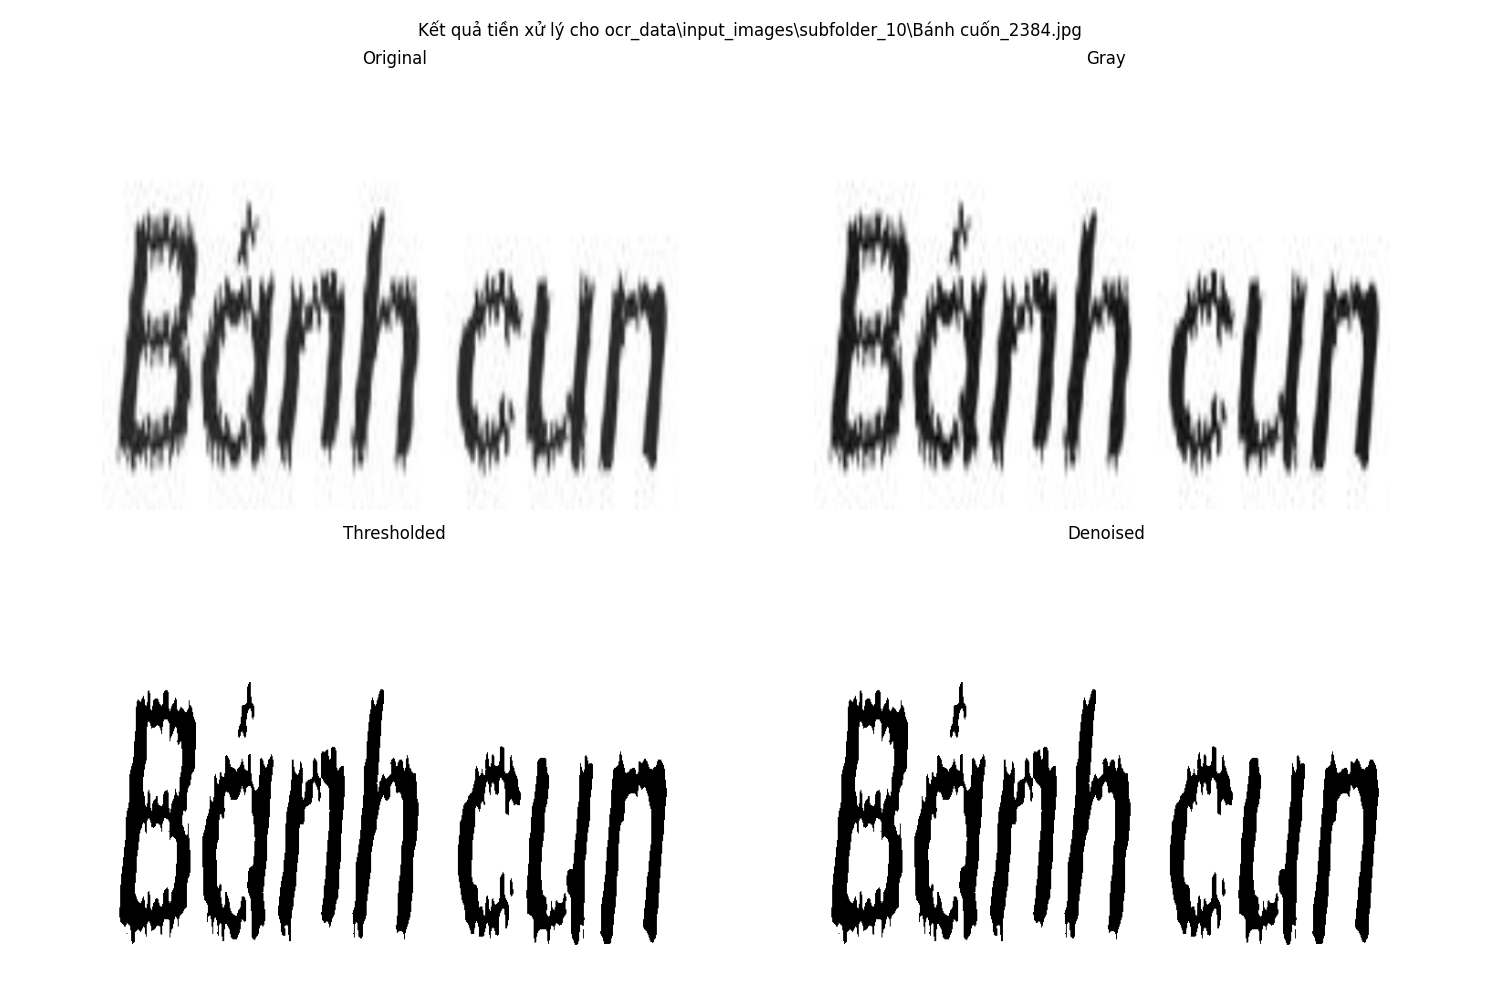 Kết quả tiền xử lý cho ocr_data\input_images\subfolder_10\Bánh cuốn_2384.jpg
Original
Gray
Bánh cun
Bánh cun
Thresholded
Denoised
Bánh cun
Bánh cun